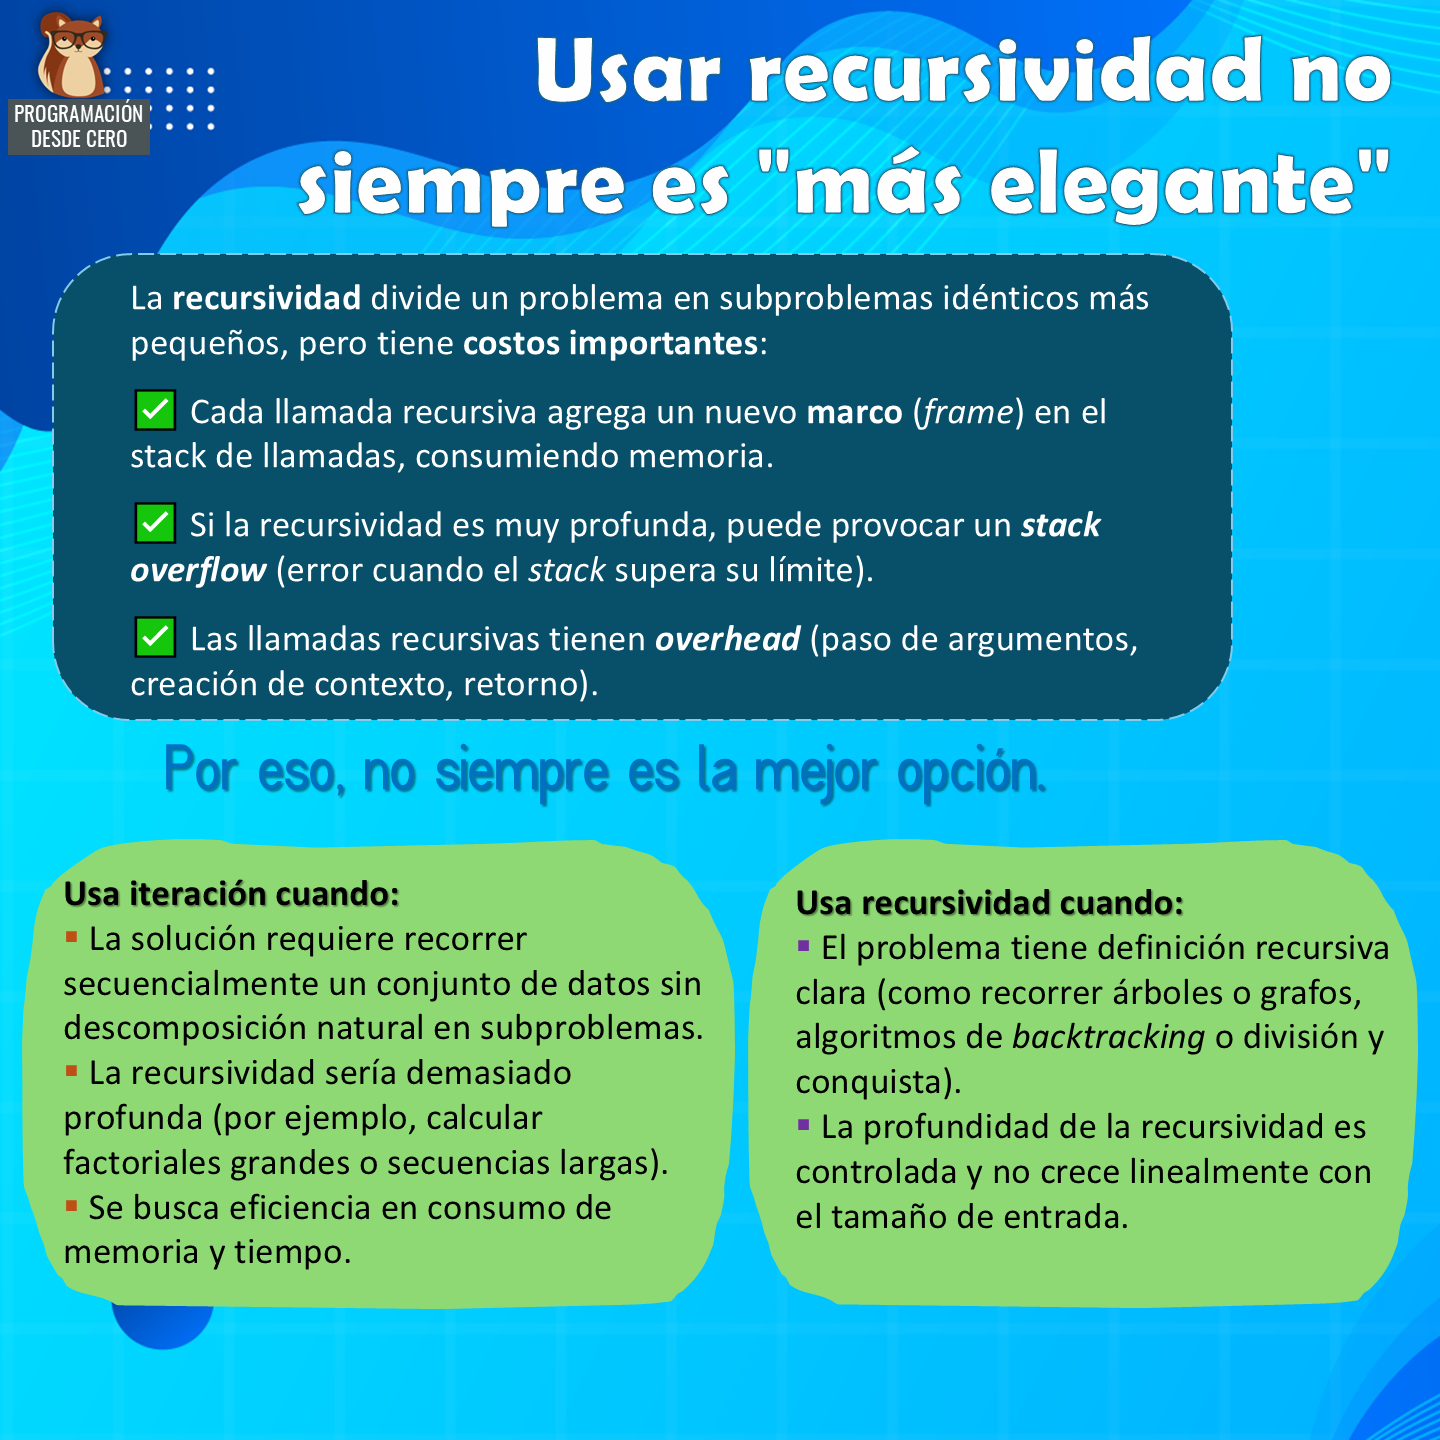 PROGRAMACIÓN
DESDE CERO
Usar recursividad no
siempre es "más elegante"
La recursividad divide un problema en subproblemas idénticos más
pequeños, pero tiene costos importantes:
✅ Cada llamada recursiva agrega un nuevo marco (frame) en el
stack de llamadas, consumiendo memoria.
✅ Si la recursividad es muy profunda, puede provocar un stack
overflow (error cuando el stack supera su límite).
✅ Las llamadas recursivas tienen overhead (paso de argumentos,
creación de contexto, retorno).
Por eso, no siempre es la mejor opción.
Usa iteración cuando:
▪ La solución requiere recorrer
secuencialmente un conjunto de datos sin
descomposición natural en subproblemas.
▪ La recursividad sería demasiado
profunda (por ejemplo, calcular
factoriales grandes o secuencias largas).
▪ Se busca eficiencia en consumo de
memoria y tiempo.
Usa recursividad cuando:
▪ El problema tiene definición recursiva
clara (como recorrer árboles o grafos,
algoritmos de backtracking o división y
conquista).
▪ La profundidad de la recursividad es
controlada y no crece linealmente con
el tamaño de entrada.